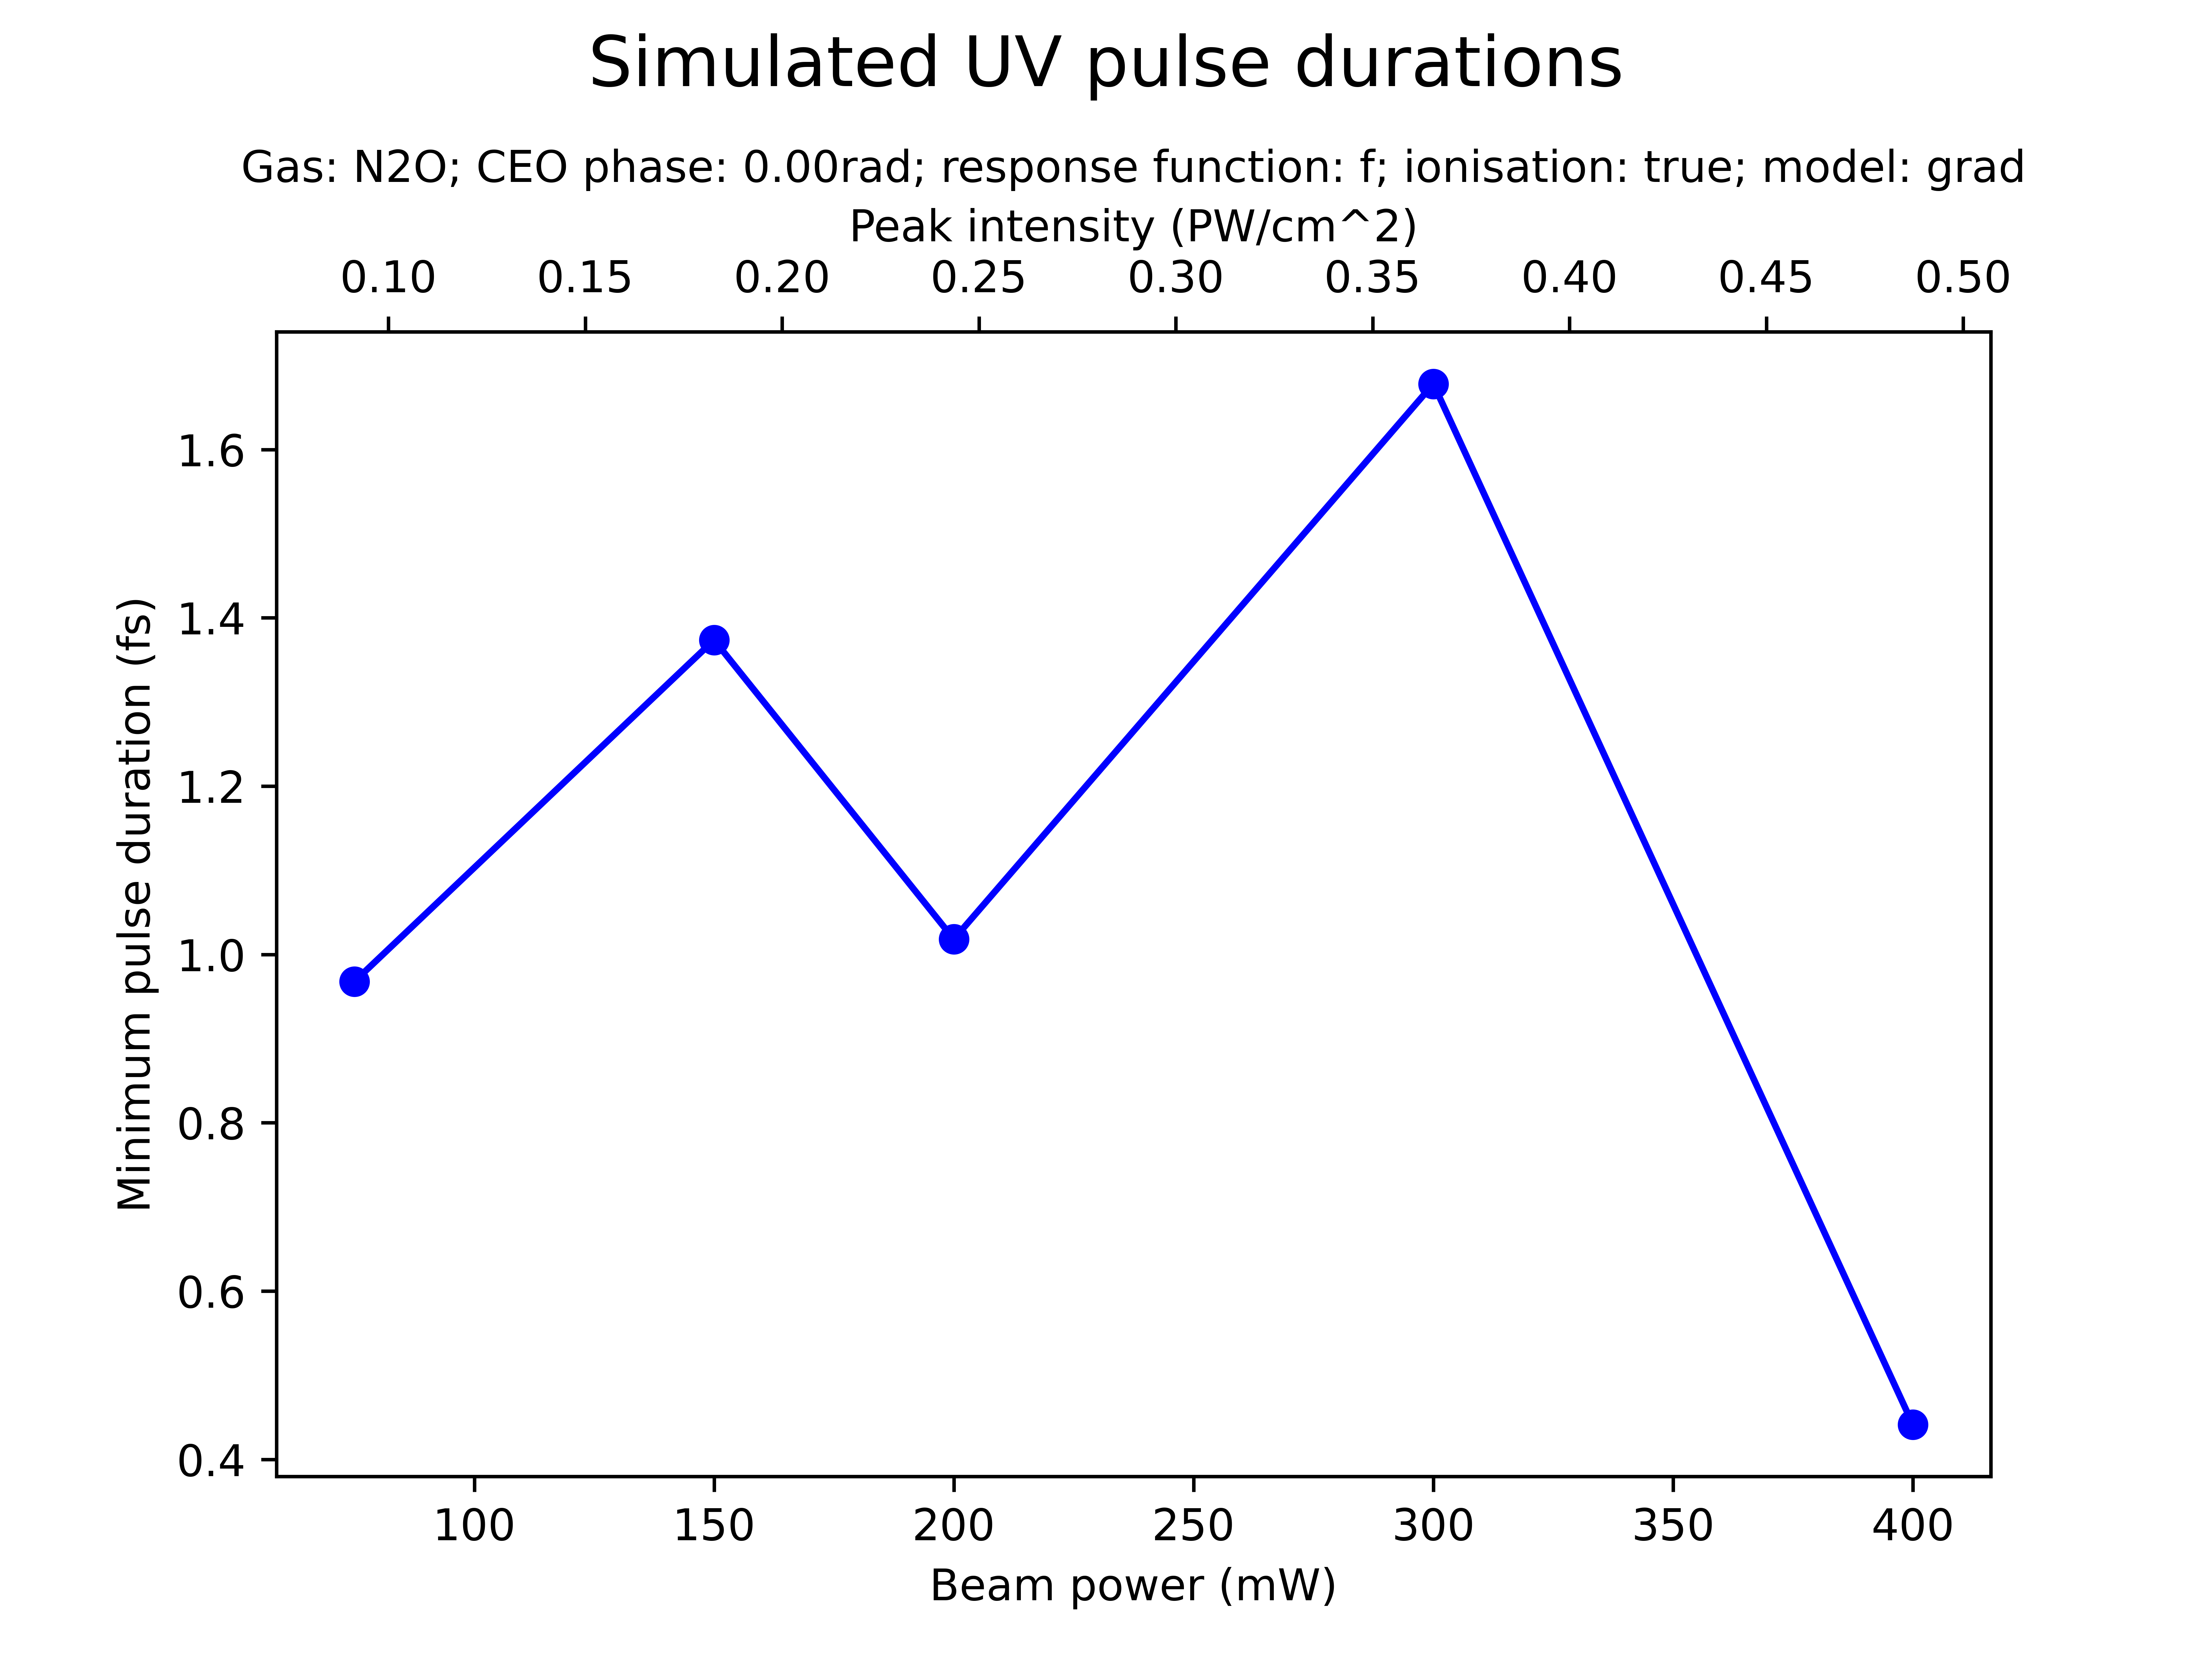 Simulated UV pulse durations
Gas: N2O; CEO phase: 0.00rad; response function: f; ionisation: true; model: grad
Peak intensity (PW/cm^2)
0.10 0.15 0.20 0.25 0.30 0.35 0.40 0.45 0.50
Minimum pulse duration (fs)
1.6
1.4
1.2
1.0
0.8
0.6
0.4
100 150 200 250 300 350 400
Beam power (mW)